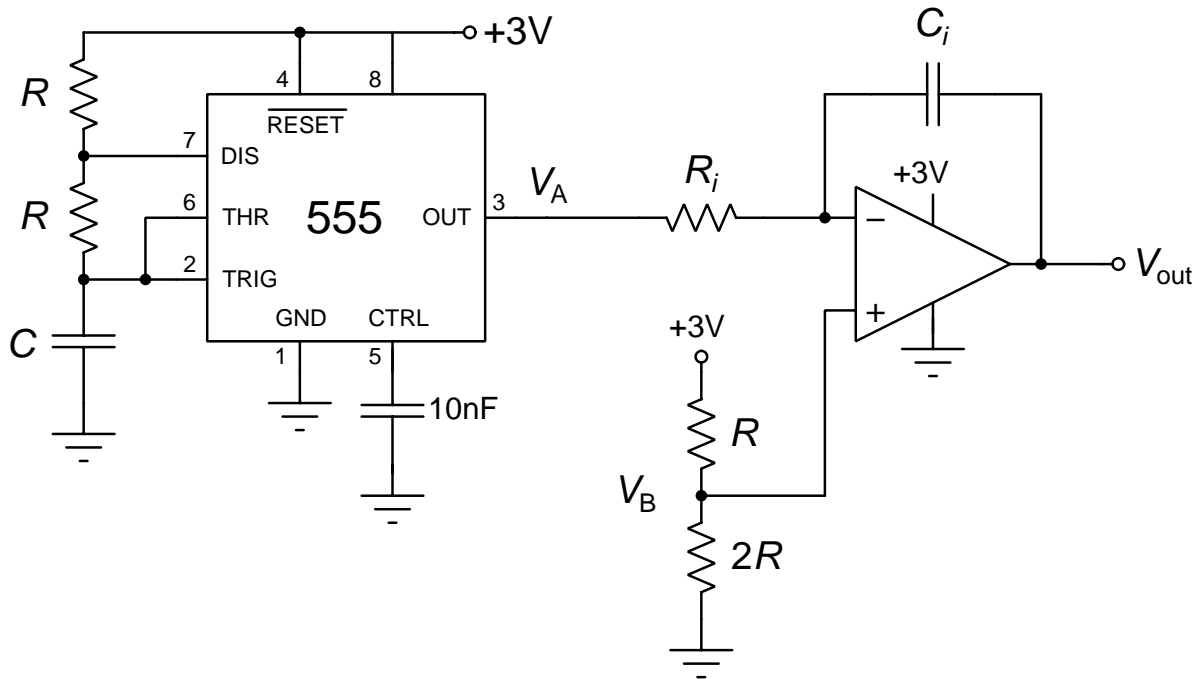 +3V
C_i
R
4
8
RESET
7
DIS
+3V
R_i
V_A
R
6
THR
555
OUT
3
−
2
TRIG
V_out
+
GND
CTRL
+3V
C
1
5
10nF
R
V_B
2R